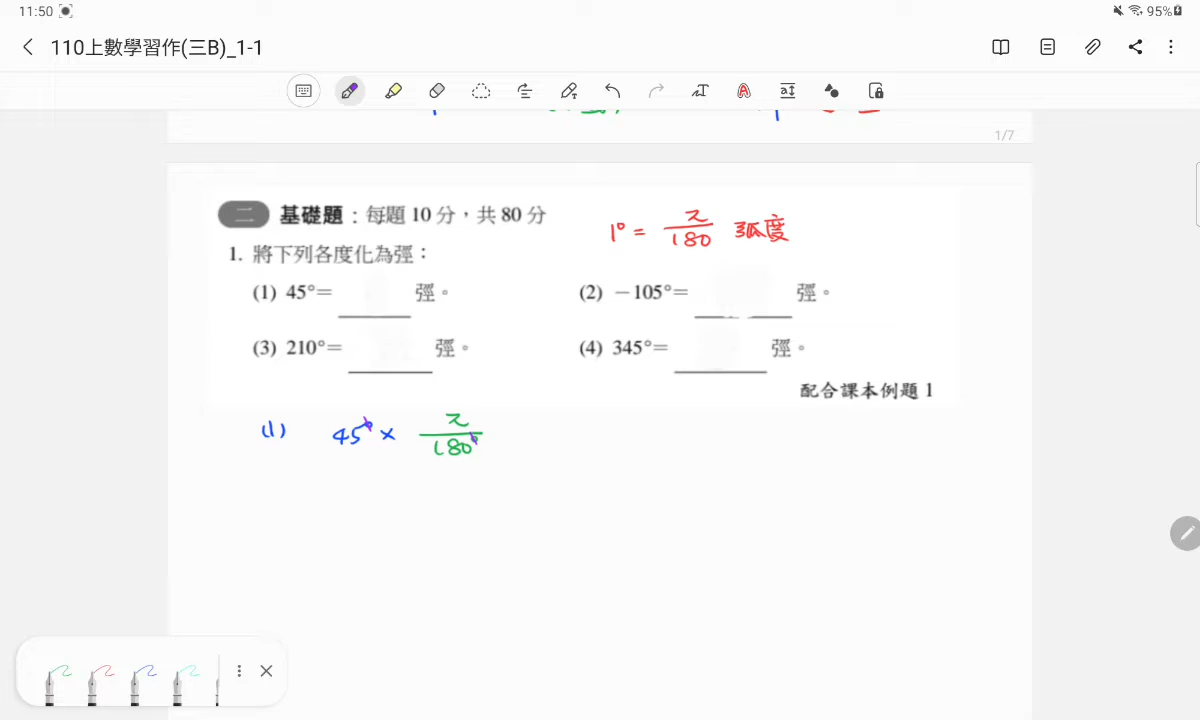 11:50
95%
110上數學習作(三B)_1-1
1/7
二 基礎題：每題 10 分，共 80 分
1° = π/180 弧度
1. 將下列各度化為弳：
(1) 45°= 弳。 (2) －105°= 弳。
(3) 210°= 弳。 (4) 345°= 弳。
配合課本例題 1
(1) 45° × π/180°